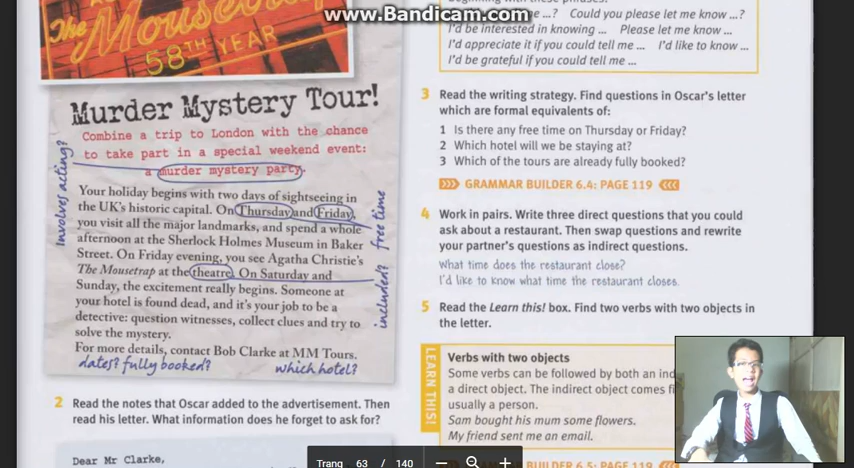 www.Bandicam.com
The Mousetrap
58TH YEAR
Murder Mystery Tour!
Combine a trip to London with the chance
to take part in a special weekend event:
a murder mystery party.
Involves acting?
Your holiday begins with two days of sightseeing in
the UK's historic capital. On Thursday and Friday,
you visit all the major landmarks, and spend a whole
afternoon at the Sherlock Holmes Museum in Baker
Street. On Friday evening, you see Agatha Christie's
The Mousetrap at the theatre. On Saturday and
Sunday, the excitement really begins. Someone at
your hotel is found dead, and it's your job to be a
detective: question witnesses, collect clues and try to
solve the mystery.
For more details, contact Bob Clarke at MM Tours.
free time
included?
dates? fully booked?
which hotel?
2 Read the notes that Oscar added to the advertisement. Then
read his letter. What information does he forget to ask for?
Dear Mr Clarke,
...? Could you please let me know ...?
I'd be interested in knowing ... Please let me know ...
I'd appreciate it if you could tell me ... I'd like to know ...
I'd be grateful if you could tell me ...
3 Read the writing strategy. Find questions in Oscar's letter
which are formal equivalents of:
1 Is there any free time on Thursday or Friday?
2 Which hotel will we be staying at?
3 Which of the tours are already fully booked?
GRAMMAR BUILDER 6.4: PAGE 119
4 Work in pairs. Write three direct questions that you could
ask about a restaurant. Then swap questions and rewrite
your partner's questions as indirect questions.
What time does the restaurant close?
I'd like to know what time the restaurant closes.
5 Read the Learn this! box. Find two verbs with two objects in
the letter.
LEARN THIS!
Verbs with two objects
Some verbs can be followed by both an ind
a direct object. The indirect object comes fi
usually a person.
Sam bought his mum some flowers.
My friend sent me an email.
BUILDER 6.5: PAGE 119
Trang 63 / 140